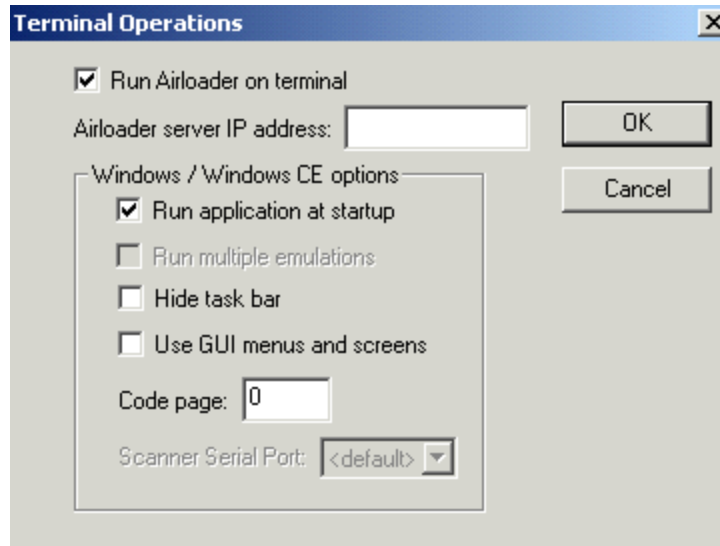 Terminal Operations
Run Airloader on terminal
Airloader server IP address:
OK
Windows / Windows CE options
Cancel
Run application at startup
Run multiple emulations
Hide task bar
Use GUI menus and screens
Code page: 0
Scanner Serial Port: <default>